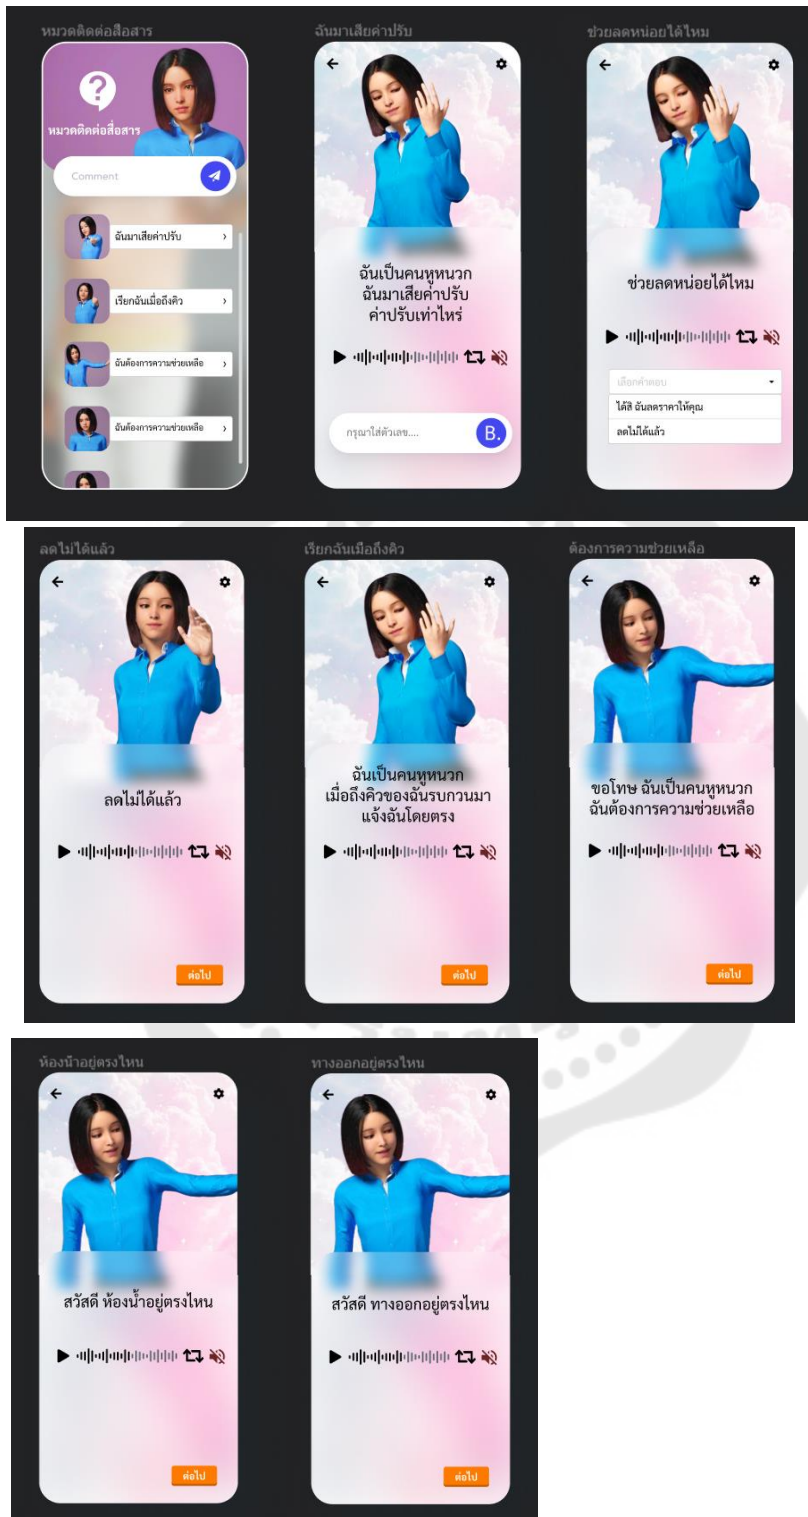 หมวดติดต่อสื่อสาร
ฉันมาเสียค่าปรับ
ช่วยลดหน่อยได้ไหม
หมวดติดต่อสื่อสาร
Comment
ฉันมาเสียค่าปรับ
เรียกฉันเมื่อถึงคิว
ฉันต้องการความช่วยเหลือ
ฉันต้องการความช่วยเหลือ
ฉันเป็นคนหูหนวก
ฉันมาเสียค่าปรับ
ค่าปรับเท่าไหร่
กรุณาใส่ตัวเลข....
B.
ช่วยลดหน่อยได้ไหม
เลือกคำตอบ
ได้สิ ฉันลดราคาให้คุณ
ลดไม่ได้แล้ว
ลดไม่ได้แล้ว
เรียกฉันเมื่อถึงคิว
ต้องการความช่วยเหลือ
ลดไม่ได้แล้ว
ต่อไป
ฉันเป็นคนหูหนวก
เมื่อถึงคิวของฉันรบกวนมา
แจ้งฉันโดยตรง
ต่อไป
ขอโทษ ฉันเป็นคนหูหนวก
ฉันต้องการความช่วยเหลือ
ต่อไป
ห้องน้ำอยู่ตรงไหน
ทางออกอยู่ตรงไหน
สวัสดี ห้องน้ำอยู่ตรงไหน
ต่อไป
สวัสดี ทางออกอยู่ตรงไหน
ต่อไป